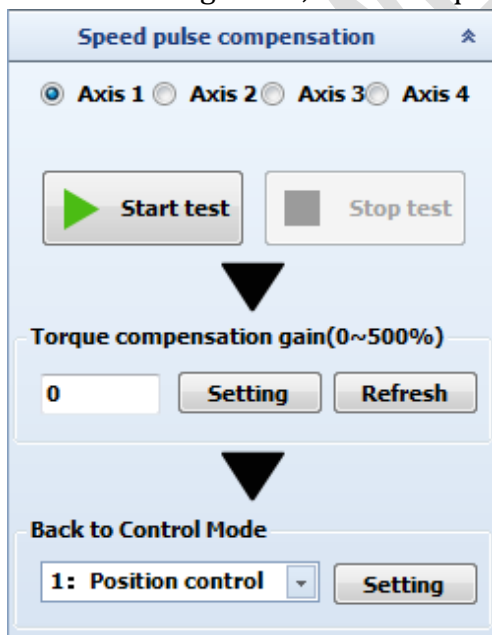 Speed pulse compensation
Axis 1 Axis 2 Axis 3 Axis 4
Start test Stop test
Torque compensation gain(0~500%)
0 Setting Refresh
Back to Control Mode
1: Position control Setting